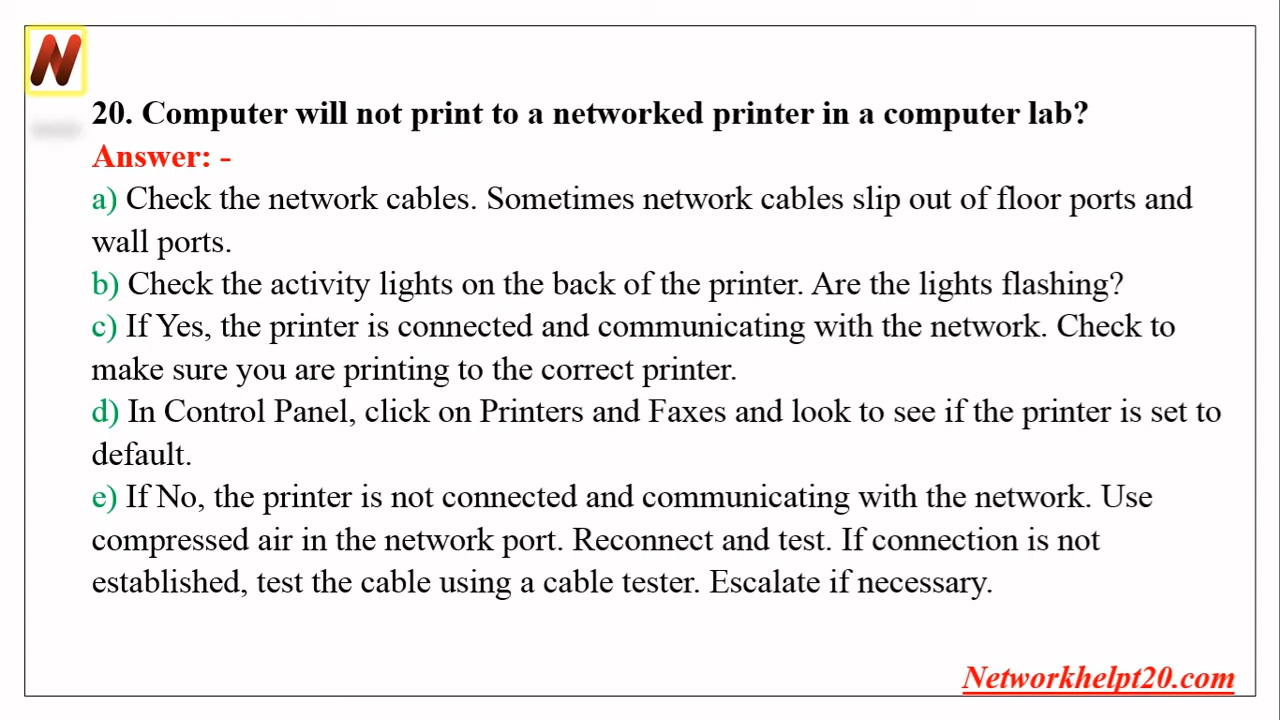 N
20. Computer will not print to a networked printer in a computer lab?
Answer: -
a) Check the network cables. Sometimes network cables slip out of floor ports and
wall ports.
b) Check the activity lights on the back of the printer. Are the lights flashing?
c) If Yes, the printer is connected and communicating with the network. Check to
make sure you are printing to the correct printer.
d) In Control Panel, click on Printers and Faxes and look to see if the printer is set to
default.
e) If No, the printer is not connected and communicating with the network. Use
compressed air in the network port. Reconnect and test. If connection is not
established, test the cable using a cable tester. Escalate if necessary.
Networkhelpt20.com